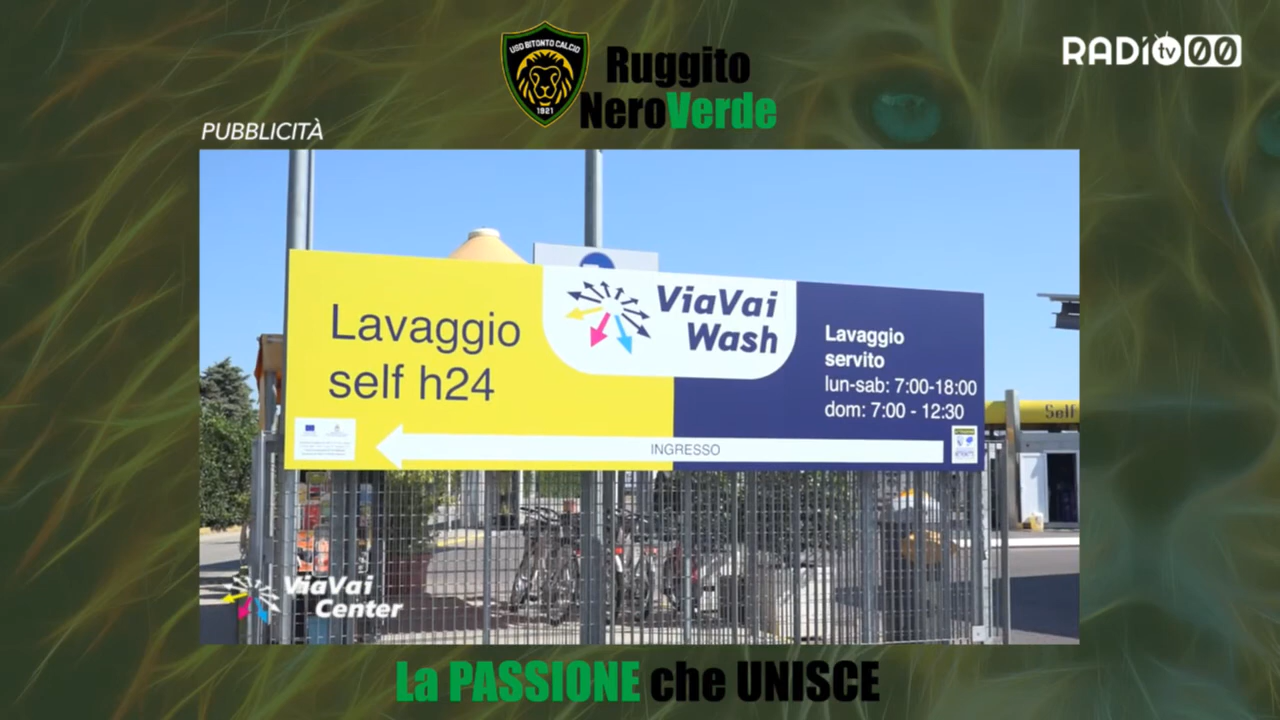 USD BITONTO CALCIO
1921
Ruggito
NeroVerde
RADIO tv 00
PUBBLICITÀ
Lavaggio
self h24
ViaVai
Wash
Lavaggio
servito
lun-sab: 7:00-18:00
dom: 7:00 - 12:30
INGRESSO
Self
ViaVai
Center
La PASSIONE che UNISCE